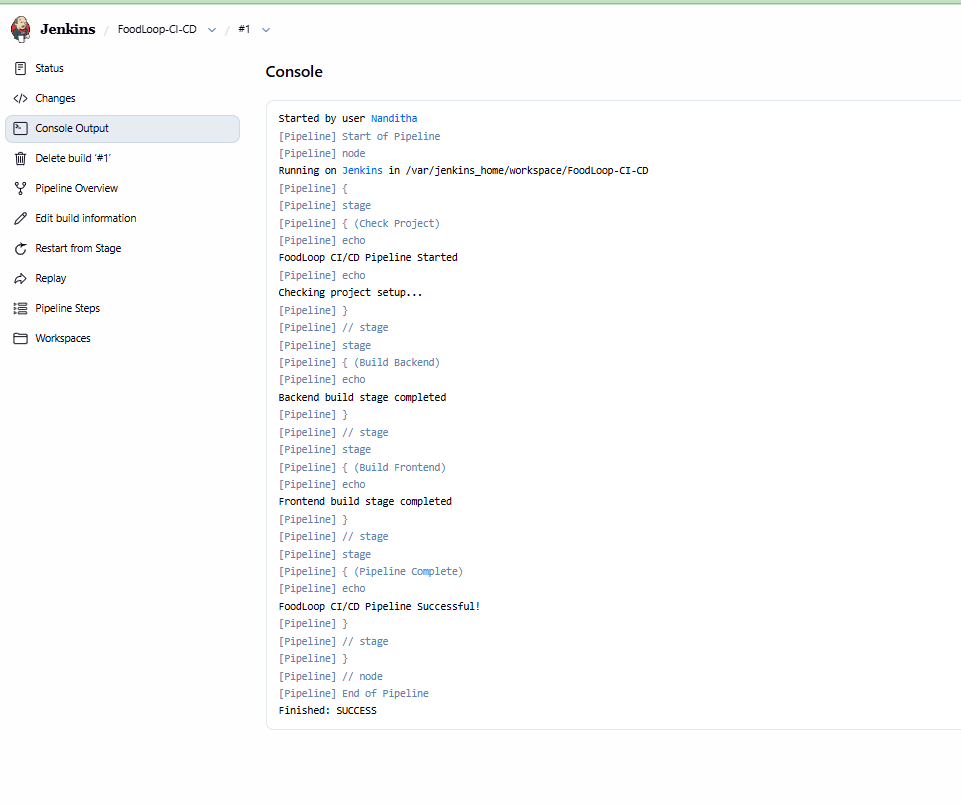 Jenkins / FoodLoop-CI-CD / #1
Status
Changes
Console Output
Delete build '#1'
Pipeline Overview
Edit build information
Restart from Stage
Replay
Pipeline Steps
Workspaces
Console
Started by user Nanditha
[Pipeline] Start of Pipeline
[Pipeline] node
Running on Jenkins in /var/jenkins_home/workspace/FoodLoop-CI-CD
[Pipeline] {
[Pipeline] stage
[Pipeline] { (Check Project)
[Pipeline] echo
FoodLoop CI/CD Pipeline Started
[Pipeline] echo
Checking project setup...
[Pipeline] }
[Pipeline] // stage
[Pipeline] stage
[Pipeline] { (Build Backend)
[Pipeline] echo
Backend build stage completed
[Pipeline] }
[Pipeline] // stage
[Pipeline] stage
[Pipeline] { (Build Frontend)
[Pipeline] echo
Frontend build stage completed
[Pipeline] }
[Pipeline] // stage
[Pipeline] stage
[Pipeline] { (Pipeline Complete)
[Pipeline] echo
FoodLoop CI/CD Pipeline Successful!
[Pipeline] }
[Pipeline] // stage
[Pipeline] }
[Pipeline] // node
[Pipeline] End of Pipeline
Finished: SUCCESS